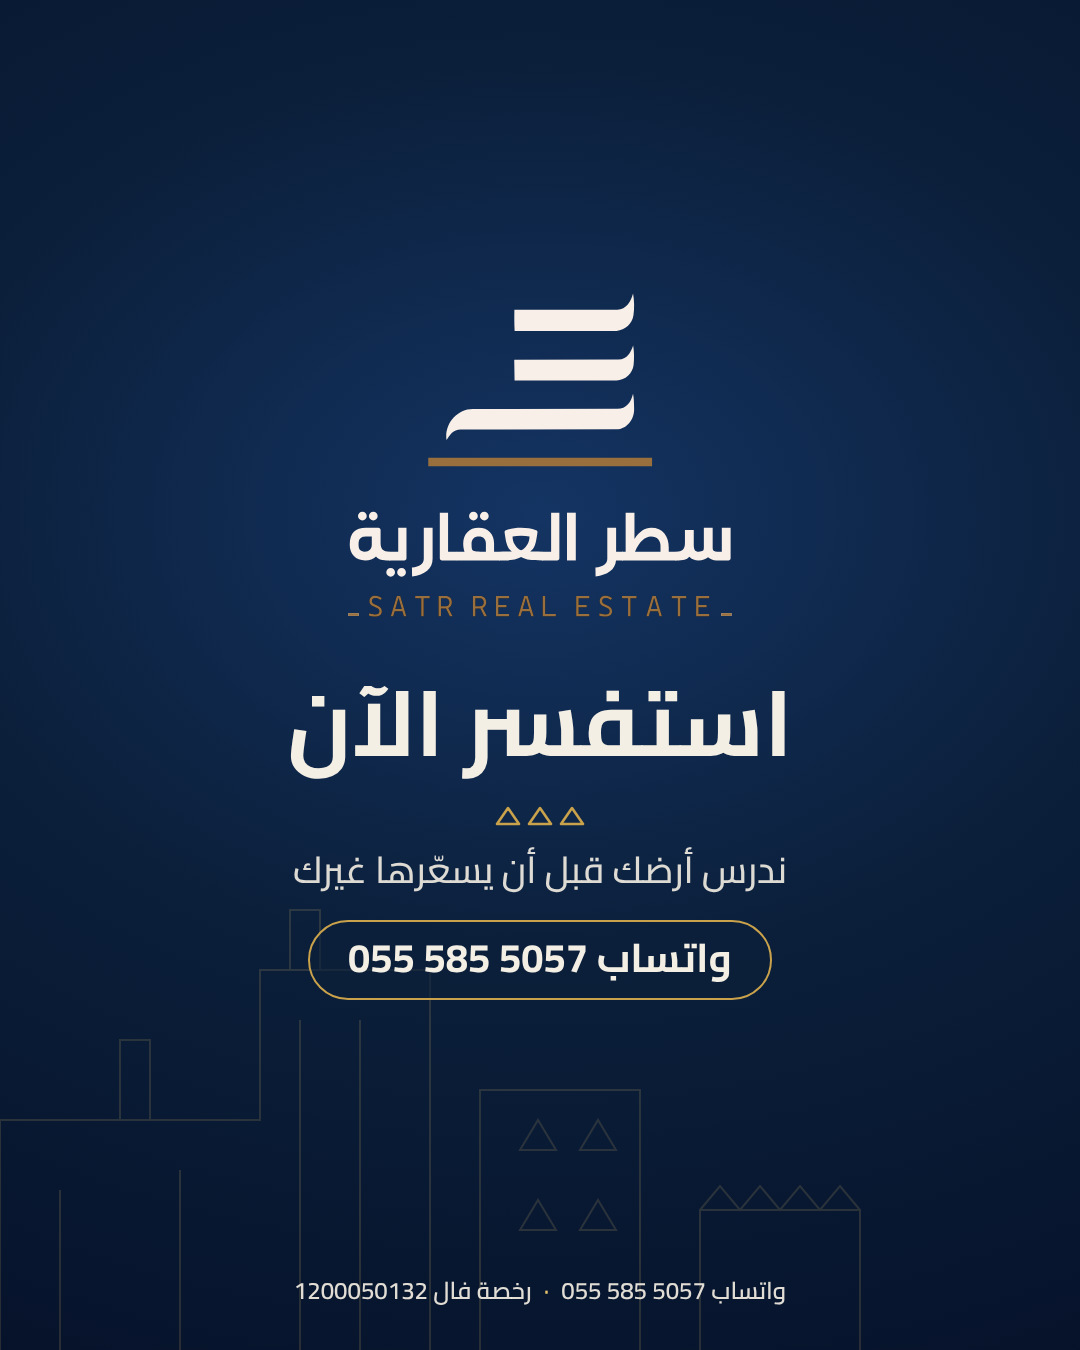 سطر العقارية
SATR REAL ESTATE
استفسر الآن
ندرس أرضك قبل أن يسعّرها غيرك
واتساب 055 585 5057
واتساب 055 585 5057 · رخصة فال 1200050132